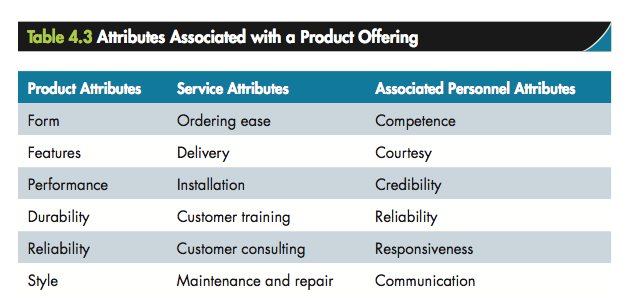 Table 4.3 Attributes Associated with a Product Offering
Product Attributes Service Attributes Associated Personnel Attributes
Form Ordering ease Competence
Features Delivery Courtesy
Performance Installation Credibility
Durability Customer training Reliability
Reliability Customer consulting Responsiveness
Style Maintenance and repair Communication